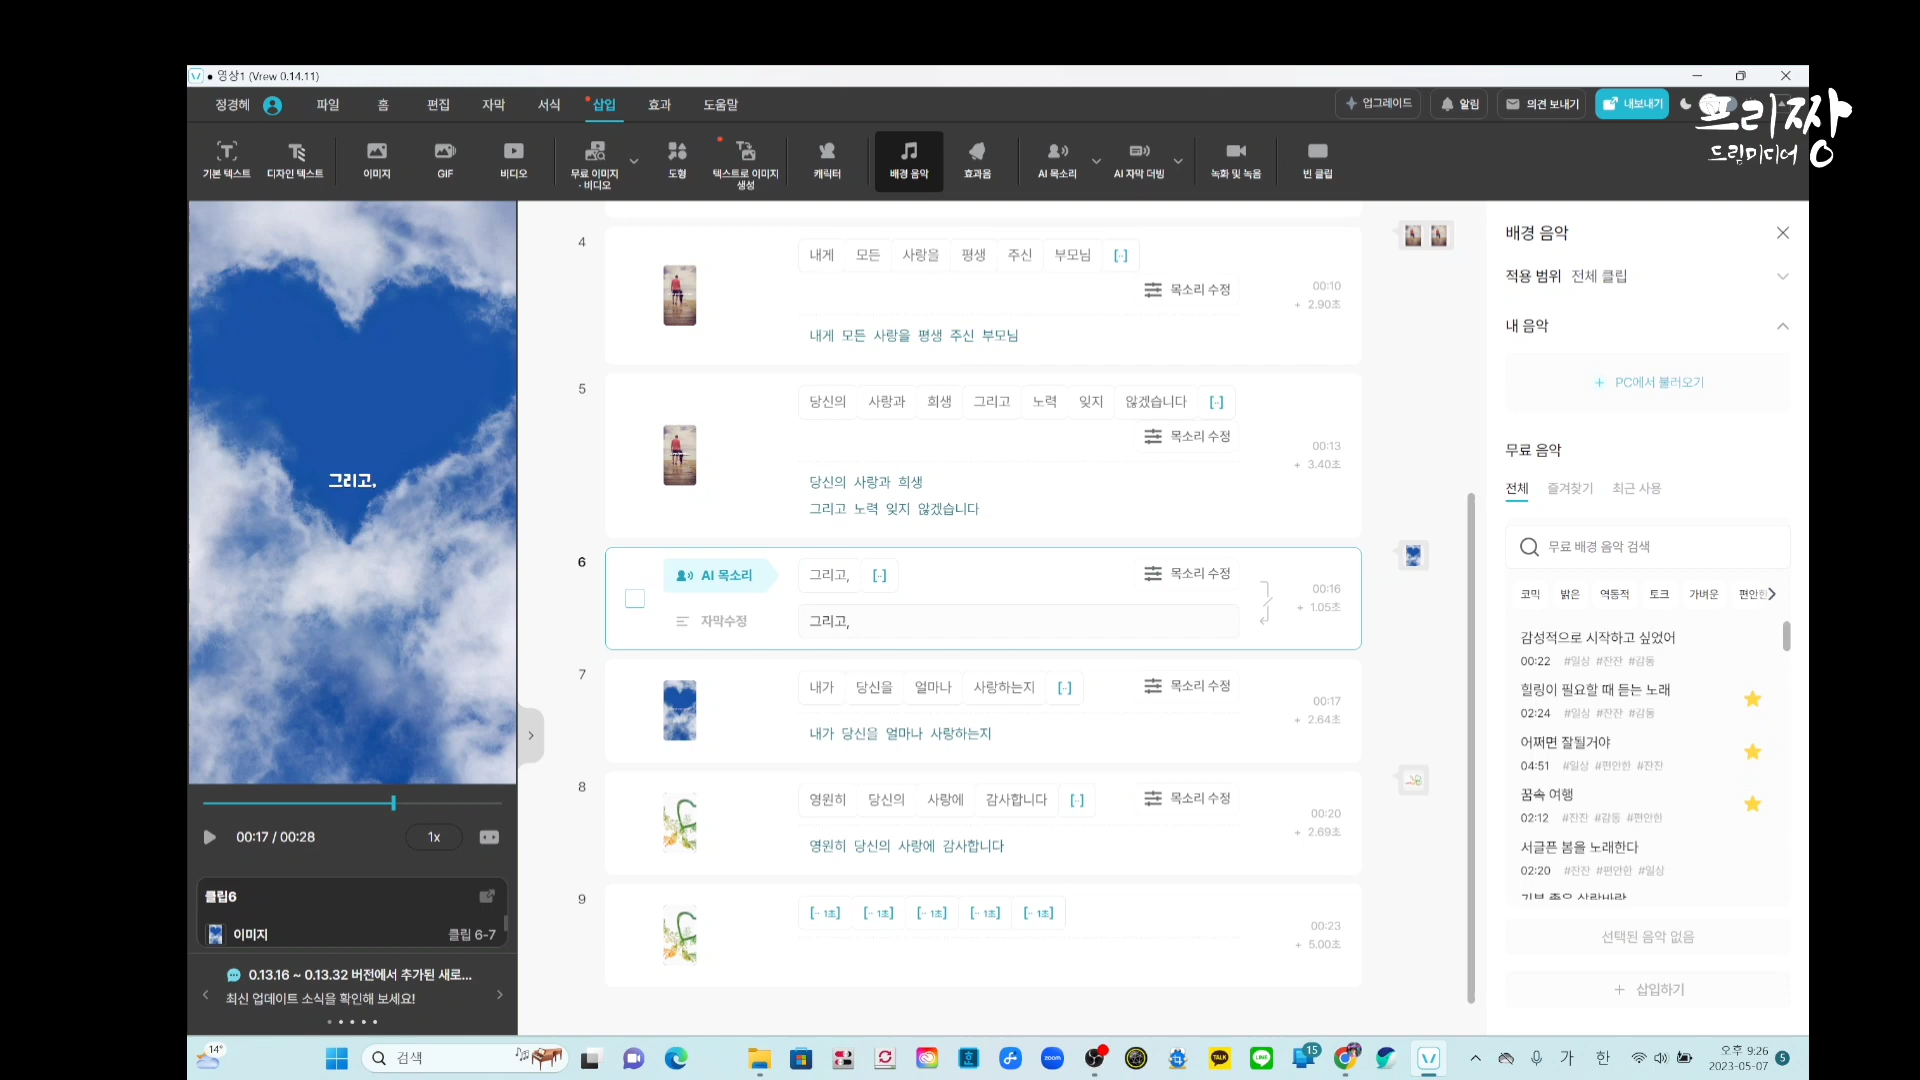 영상1 (Vrew 0.14.11)
정경혜 파일 홈 편집 자막 서식 삽입 효과 도움말
업그레이드 알림 의견 보내기 내보내기
프리짱
드림미디어
기본 텍스트 디자인 텍스트 이미지 GIF 비디오 무료 이미지 · 비디오 도형 텍스트로 이미지 생성 캐릭터 배경 음악 효과음 AI 목소리 AI 자막 더빙 녹화 및 녹음 빈 클립
그리고,
00:17 / 00:28 1x
클립6
이미지 클립 6-7
0.13.16 ~ 0.13.32 버전에서 추가된 새로...
최신 업데이트 소식을 확인해 보세요!
4 내게 모든 사랑을 평생 주신 부모님 [··]
목소리 수정
00:10
+ 2.90초
내게 모든 사랑을 평생 주신 부모님
5 당신의 사랑과 희생 그리고 노력 잊지 않겠습니다 [··]
목소리 수정
00:13
+ 3.40초
당신의 사랑과 희생
그리고 노력 잊지 않겠습니다
6 AI 목소리 그리고, [··] 목소리 수정
00:16
+ 1.05초
자막수정 그리고,
7 내가 당신을 얼마나 사랑하는지 [··] 목소리 수정
00:17
+ 2.64초
내가 당신을 얼마나 사랑하는지
8 영원히 당신의 사랑에 감사합니다 [··] 목소리 수정
00:20
+ 2.69초
영원히 당신의 사랑에 감사합니다
9 [·· 1초] [·· 1초] [·· 1초] [·· 1초] [·· 1초]
00:23
+ 5.00초
배경 음악
적용 범위 전체 클립
내 음악
+ PC에서 불러오기
무료 음악
전체 즐겨찾기 최근 사용
무료 배경 음악 검색
코믹 밝은 역동적 토크 가벼운 편안한
감성적으로 시작하고 싶었어
00:22 #일상 #잔잔 #감동
힐링이 필요할 때 듣는 노래
02:24 #일상 #잔잔 #감동
어쩌면 잘될거야
04:51 #일상 #편안한 #잔잔
꿈속 여행
02:12 #잔잔 #감동 #편안한
서글픈 봄을 노래한다
02:20 #잔잔 #편안한 #일상
선택된 음악 없음
+ 삽입하기
14° 검색 15 zoom TALK LINE 가 한 오후 9:26
2023-05-07 5